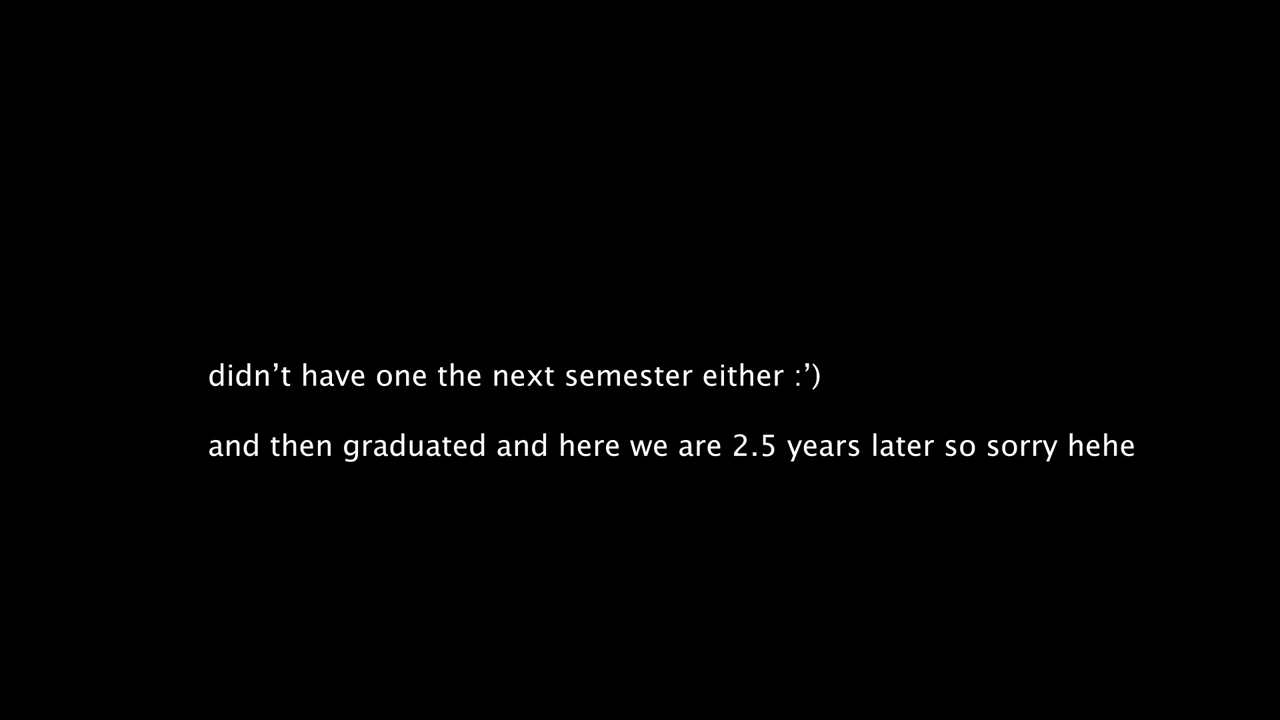 didn’t have one the next semester either :’)
and then graduated and here we are 2.5 years later so sorry hehe